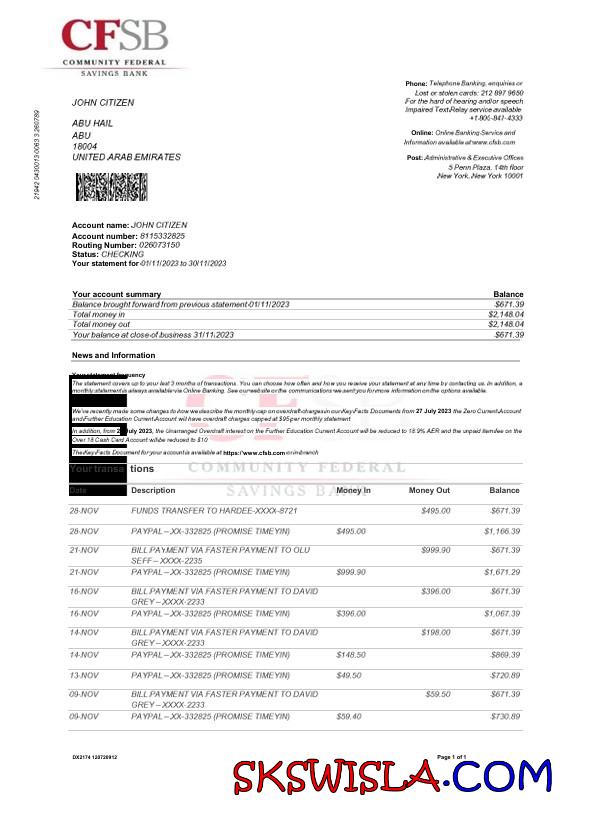 CFSB
COMMUNITY FEDERAL
SAVINGS BANK
Phone: Telephone Banking, enquiries or
Lost or stolen cards: 212 897 9650
For the hard of hearing and/or speech
Impaired Text Relay service available
+1-800-841-4333
Online: Online Banking Service and
Information available at www.cfsb.com
Post: Administrative & Executive Offices
5 Penn Plaza, 14th floor
New York, New York 10001
JOHN CITIZEN
ABU HAIL
ABU
18004
UNITED ARAB EMIRATES
Account name: JOHN CITIZEN
Account number: 8115332825
Routing Number: 026073150
Status: CHECKING
Your statement for 01/11/2023 to 30/11/2023
Your account summary Balance
Balance brought forward from previous statement 01/11/2023 $671.39
Total money in $2,148.04
Total money out $2,148.04
Your balance at close of business 31/11/2023 $671.39
News and Information
Your statement frequency
The statement covers up to your last 3 months of transactions. You can choose how often and how you receive your statement at any time by contacting us. In addition, a
monthly statement is always available via Online Banking. See our website or the communications we sent you for more information on the options available.
We've recently made some changes to how we describe the monthly cap on overdraft charges in our Key Facts Documents from 27 July 2023 the Zero Current Account
and Further Education Current Account will have overdraft charges capped at $95 per monthly statement
In addition, from 2 July 2023, the Unarranged Overdraft interest on the Further Education Current Account will be reduced to 18.9% AER and the unpaid item fee on the
Over 18 Cash Card Account will be reduced to $10
The Key Facts Document for your accounts available at https://www.cfsb.com or in branch
Your transactions
COMMUNITY FEDERAL
SAVINGS BANK
Date Description Money In Money Out Balance
28-NOV FUNDS TRANSFER TO HARDEE-XXXX-8721 $495.00 $671.39
28-NOV PAYPAL – XX-332825 (PROMISE TIMEYIN) $495.00 $1,166.39
21-NOV BILL PAYMENT VIA FASTER PAYMENT TO OLU $999.90 $671.39
SEFF – XXXX-2235
21-NOV PAYPAL – XX-332825 (PROMISE TIMEYIN) $999.90 $1,671.29
16-NOV BILL PAYMENT VIA FASTER PAYMENT TO DAVID $396.00 $671.39
GREY – XXXX-2233
16-NOV PAYPAL – XX-332825 (PROMISE TIMEYIN) $396.00 $1,067.39
14-NOV BILL PAYMENT VIA FASTER PAYMENT TO DAVID $198.00 $671.39
GREY – XXXX-2233
14-NOV PAYPAL – XX-332825 (PROMISE TIMEYIN) $148.50 $869.39
13-NOV PAYPAL – XX-332825 (PROMISE TIMEYIN) $49.50 $720.89
09-NOV BILL PAYMENT VIA FASTER PAYMENT TO DAVID $59.50 $671.39
GREY – XXXX-2233
09-NOV PAYPAL – XX-332825 (PROMISE TIMEYIN) $59.40 $730.89
DX2174 120720912
Page 1 of 1
SKSWISLA.COM